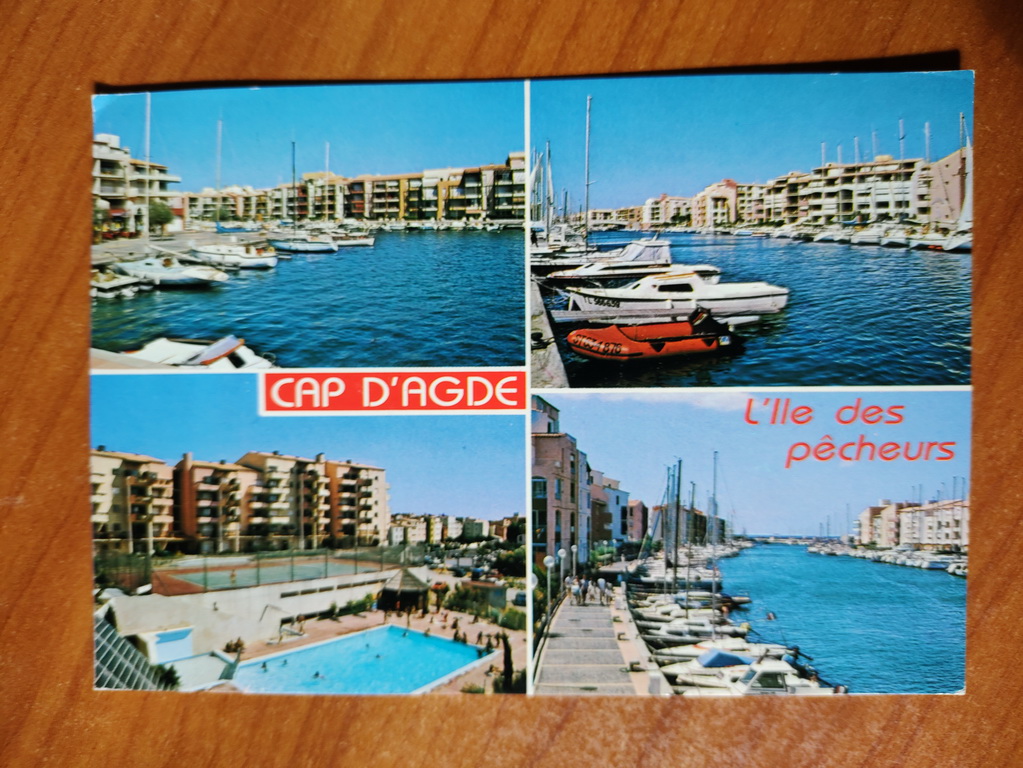 CAP D'AGDE
L'Ile des
pêcheurs